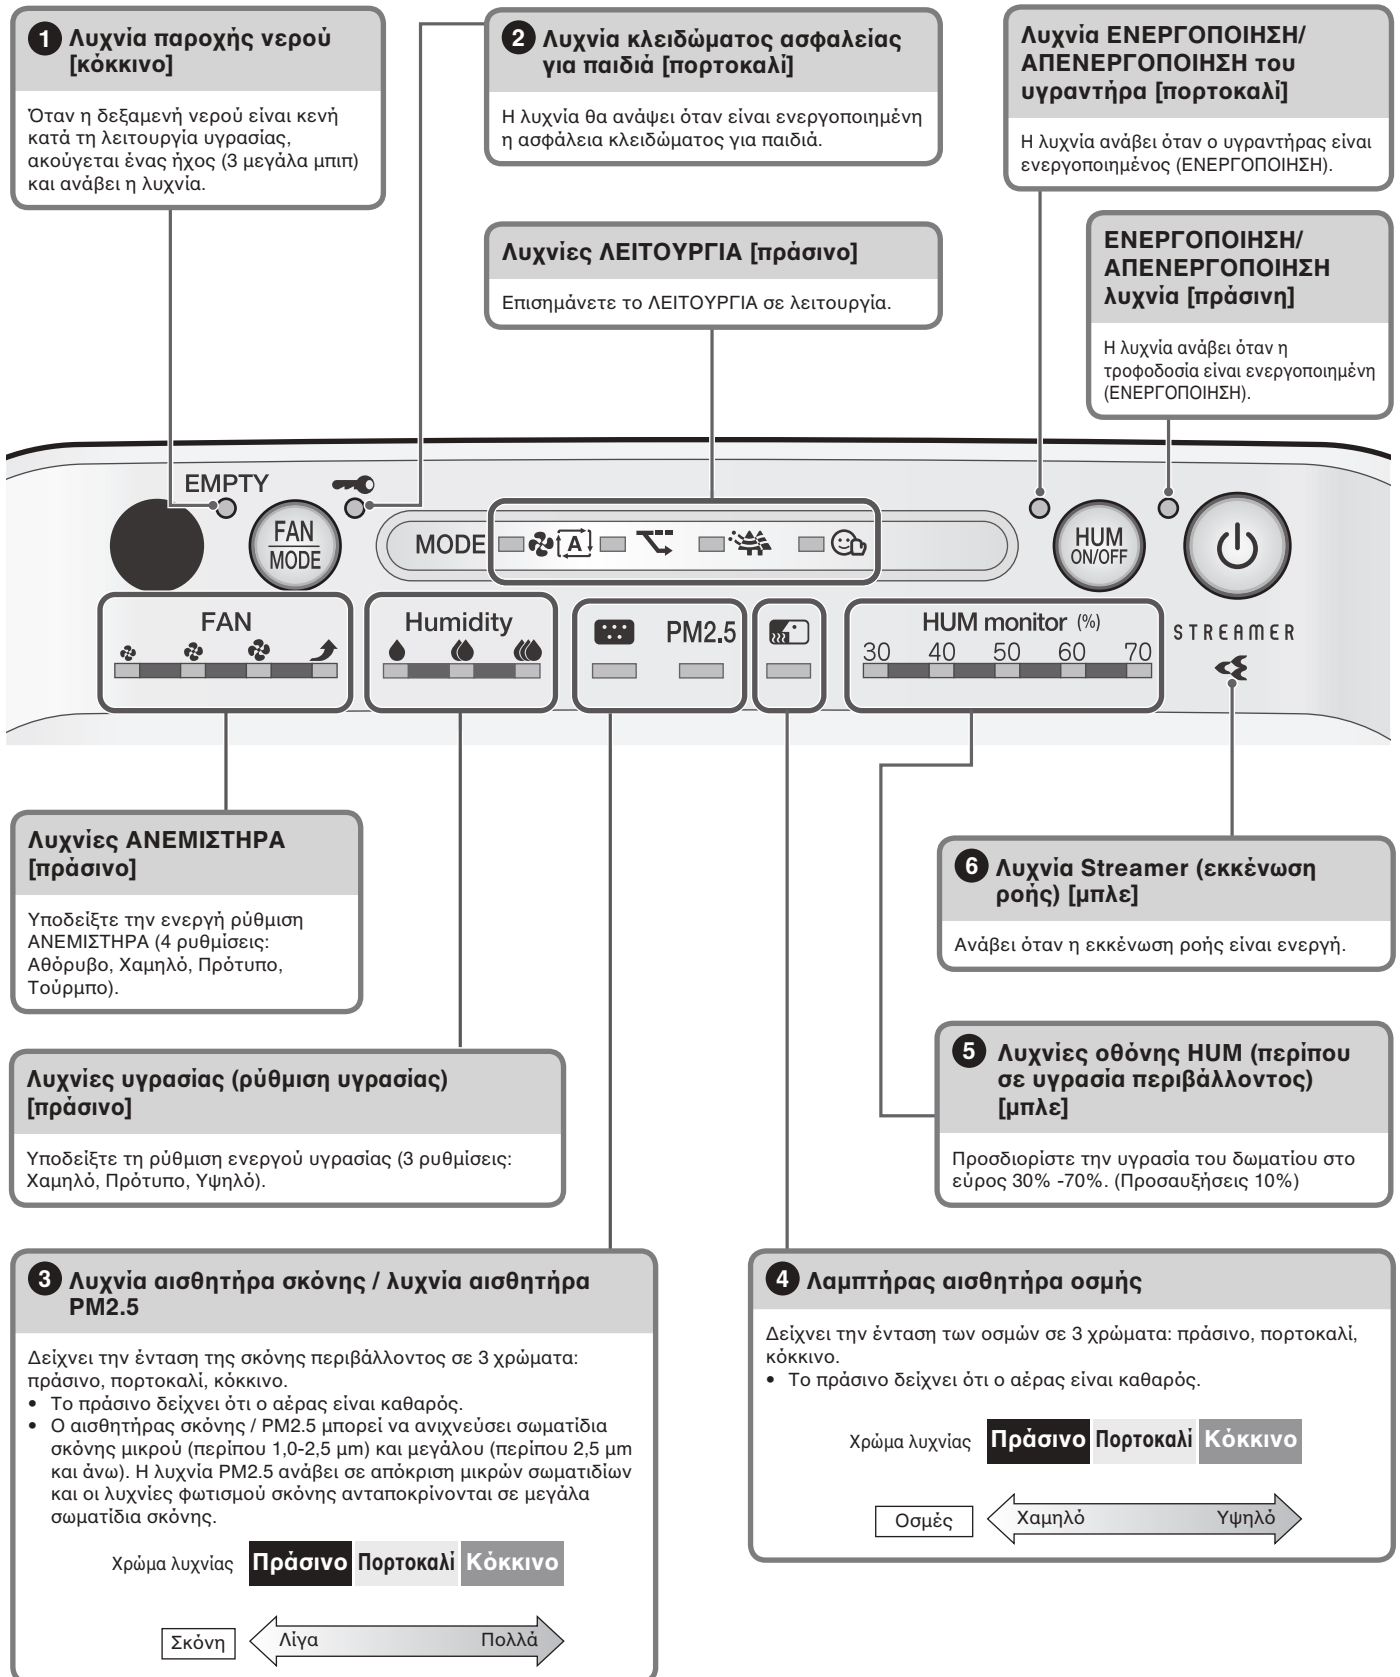 1 Λυχνία παροχής νερού
[κόκκινο]
Όταν η δεξαμενή νερού είναι κενή
κατά τη λειτουργία υγρασίας,
ακούγεται ένας ήχος (3 μεγάλα μπιπ)
και ανάβει η λυχνία.
2 Λυχνία κλειδώματος ασφαλείας
για παιδιά [πορτοκαλί]
Η λυχνία θα ανάψει όταν είναι ενεργοποιημένη
η ασφάλεια κλειδώματος για παιδιά.
Λυχνία ΕΝΕΡΓΟΠΟΙΗΣΗ/
ΑΠΕΝΕΡΓΟΠΟΙΗΣΗ του
υγραντήρα [πορτοκαλί]
Η λυχνία ανάβει όταν ο υγραντήρας είναι
ενεργοποιημένος (ΕΝΕΡΓΟΠΟΙΗΣΗ).
Λυχνίες ΛΕΙΤΟΥΡΓΙΑ [πράσινο]
Επισημάνετε το ΛΕΙΤΟΥΡΓΙΑ σε λειτουργία.
ΕΝΕΡΓΟΠΟΙΗΣΗ/
ΑΠΕΝΕΡΓΟΠΟΙΗΣΗ
λυχνία [πράσινη]
Η λυχνία ανάβει όταν η
τροφοδοσία είναι ενεργοποιημένη
(ΕΝΕΡΓΟΠΟΙΗΣΗ).
EMPTY
FAN
MODE
MODE
A
HUM
ON/OFF
FAN
Humidity
PM2.5
HUM monitor (%)
30 40 50 60 70
STREAMER
Λυχνίες ΑΝΕΜΙΣΤΗΡΑ
[πράσινο]
Υποδείξτε την ενεργή ρύθμιση
ΑΝΕΜΙΣΤΗΡΑ (4 ρυθμίσεις:
Αθόρυβο, Χαμηλό, Πρότυπο,
Τούρμπο).
6 Λυχνία Streamer (εκκένωση
ροής) [μπλε]
Ανάβει όταν η εκκένωση ροής είναι ενεργή.
Λυχνίες υγρασίας (ρύθμιση υγρασίας)
[πράσινο]
Υποδείξτε τη ρύθμιση ενεργού υγρασίας (3 ρυθμίσεις:
Χαμηλό, Πρότυπο, Υψηλό).
5 Λυχνίες οθόνης HUM (περίπου
σε υγρασία περιβάλλοντος)
[μπλε]
Προσδιορίστε την υγρασία του δωματίου στο
εύρος 30% -70%. (Προσαυξήσεις 10%)
3 Λυχνία αισθητήρα σκόνης / λυχνία αισθητήρα
PM2.5
Δείχνει την ένταση της σκόνης περιβάλλοντος σε 3 χρώματα:
πράσινο, πορτοκαλί, κόκκινο.
• Το πράσινο δείχνει ότι ο αέρας είναι καθαρός.
• Ο αισθητήρας σκόνης / PM2.5 μπορεί να ανιχνεύσει σωματίδια
σκόνης μικρού (περίπου 1,0-2,5 μm) και μεγάλου (περίπου 2,5 μm
και άνω). Η λυχνία PM2.5 ανάβει σε απόκριση μικρών σωματιδίων
και οι λυχνίες φωτισμού σκόνης ανταποκρίνονται σε μεγάλα
σωματίδια σκόνης.
Χρώμα λυχνίας Πράσινο Πορτοκαλί Κόκκινο
Σκόνη Λίγα Πολλά
4 Λαμπτήρας αισθητήρα οσμής
Δείχνει την ένταση των οσμών σε 3 χρώματα: πράσινο, πορτοκαλί,
κόκκινο.
• Το πράσινο δείχνει ότι ο αέρας είναι καθαρός.
Χρώμα λυχνίας Πράσινο Πορτοκαλί Κόκκινο
Οσμές Χαμηλό Υψηλό